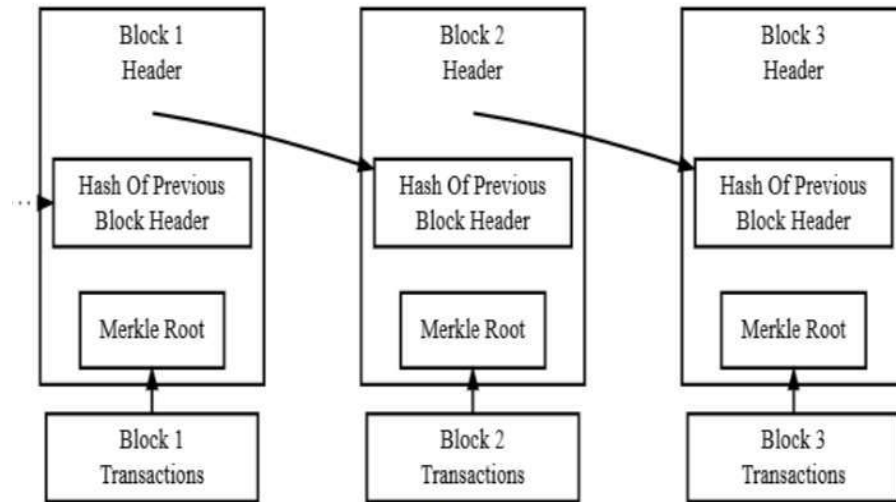 Block 1
Header
Block 2
Header
Block 3
Header
Hash Of Previous
Block Header
Hash Of Previous
Block Header
Hash Of Previous
Block Header
Merkle Root
Merkle Root
Merkle Root
Block 1
Transactions
Block 2
Transactions
Block 3
Transactions